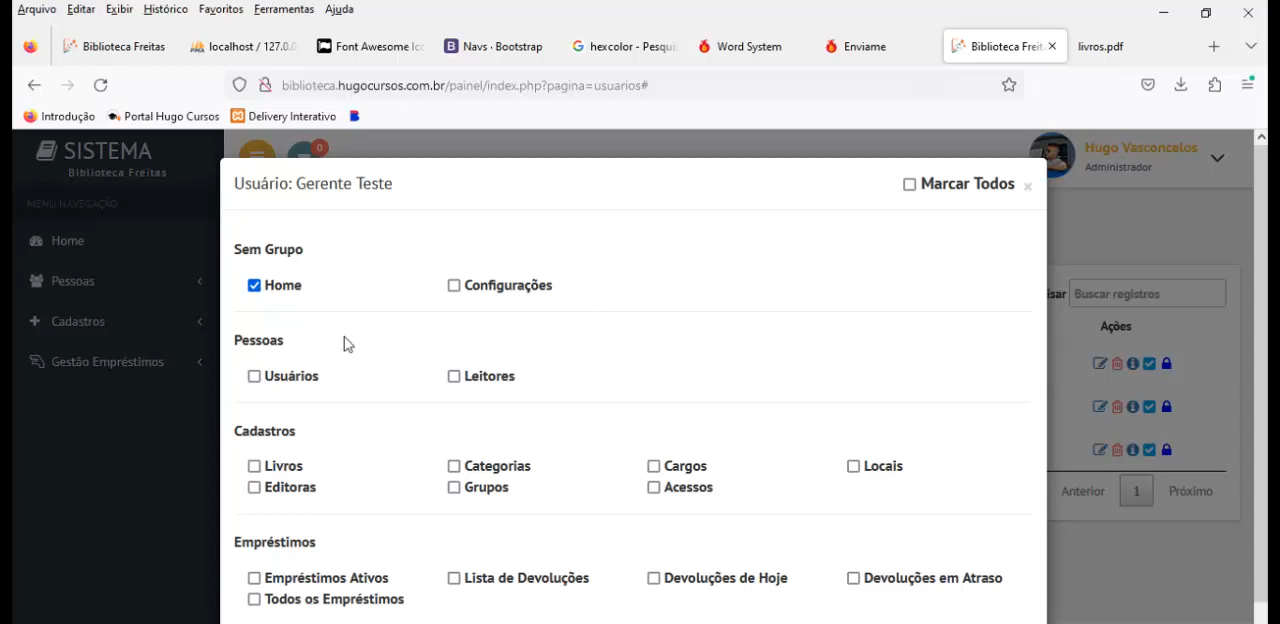 Arquivo Editar Exibir Histórico Favoritos Ferramentas Ajuda
Biblioteca Freitas localhost / 127.0.0 Font Awesome Ico Navs · Bootstrap hexcolor - Pesqui Word System Enviame Biblioteca Freit livros.pdf
biblioteca.hugocursos.com.br/painel/index.php?pagina=usuarios#
Introdução Portal Hugo Cursos Delivery Interativo
SISTEMA
Biblioteca Freitas
0
Hugo Vasconcelos
Administrador
MENU NAVEGAÇÃO
Home
Pessoas
Cadastros
Gestão Empréstimos
Usuário: Gerente Teste
Marcar Todos ×
Sem Grupo
Home Configurações
Pessoas
Usuários Leitores
Cadastros
Livros Categorias Cargos Locais
Editoras Grupos Acessos
Empréstimos
Empréstimos Ativos Lista de Devoluções Devoluções de Hoje Devoluções em Atraso
Todos os Empréstimos
isar Buscar registros
Ações
Anterior 1 Próximo